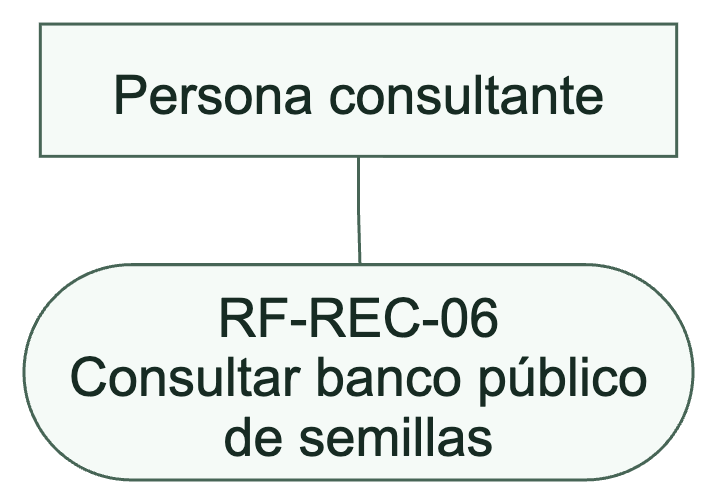 Persona consultante
RF-REC-06
Consultar banco público
de semillas